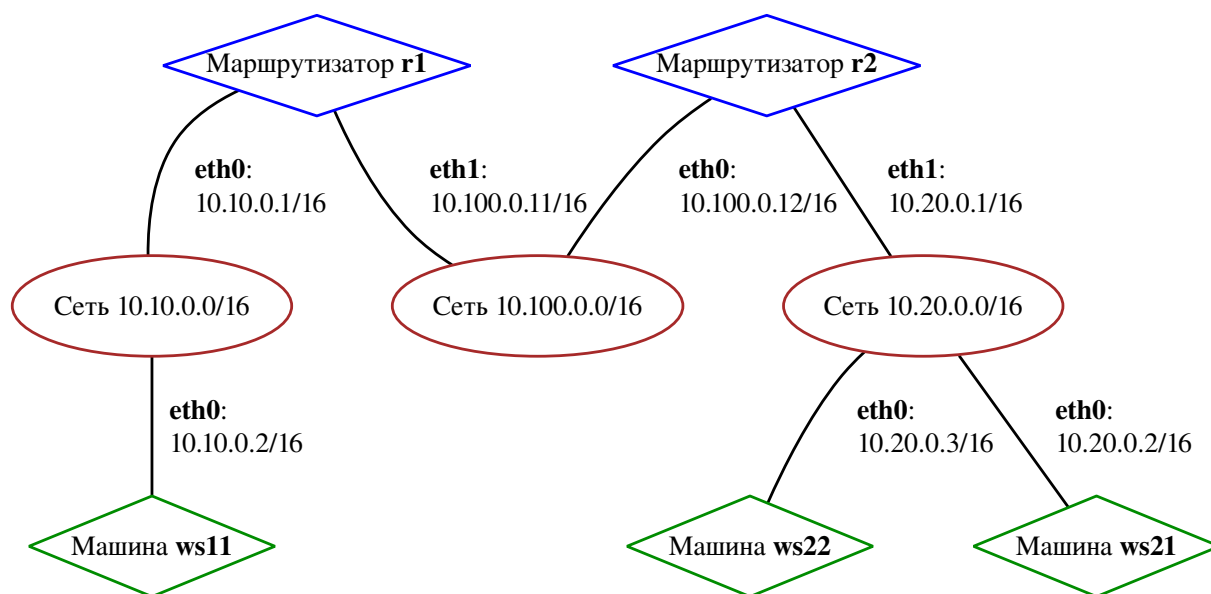 Маршрутизатор r1
Маршрутизатор r2
eth0:
10.10.0.1/16
eth1:
10.100.0.11/16
eth0:
10.100.0.12/16
eth1:
10.20.0.1/16
Сеть 10.10.0.0/16
Сеть 10.100.0.0/16
Сеть 10.20.0.0/16
eth0:
10.10.0.2/16
eth0:
10.20.0.3/16
eth0:
10.20.0.2/16
Машина ws11
Машина ws22
Машина ws21